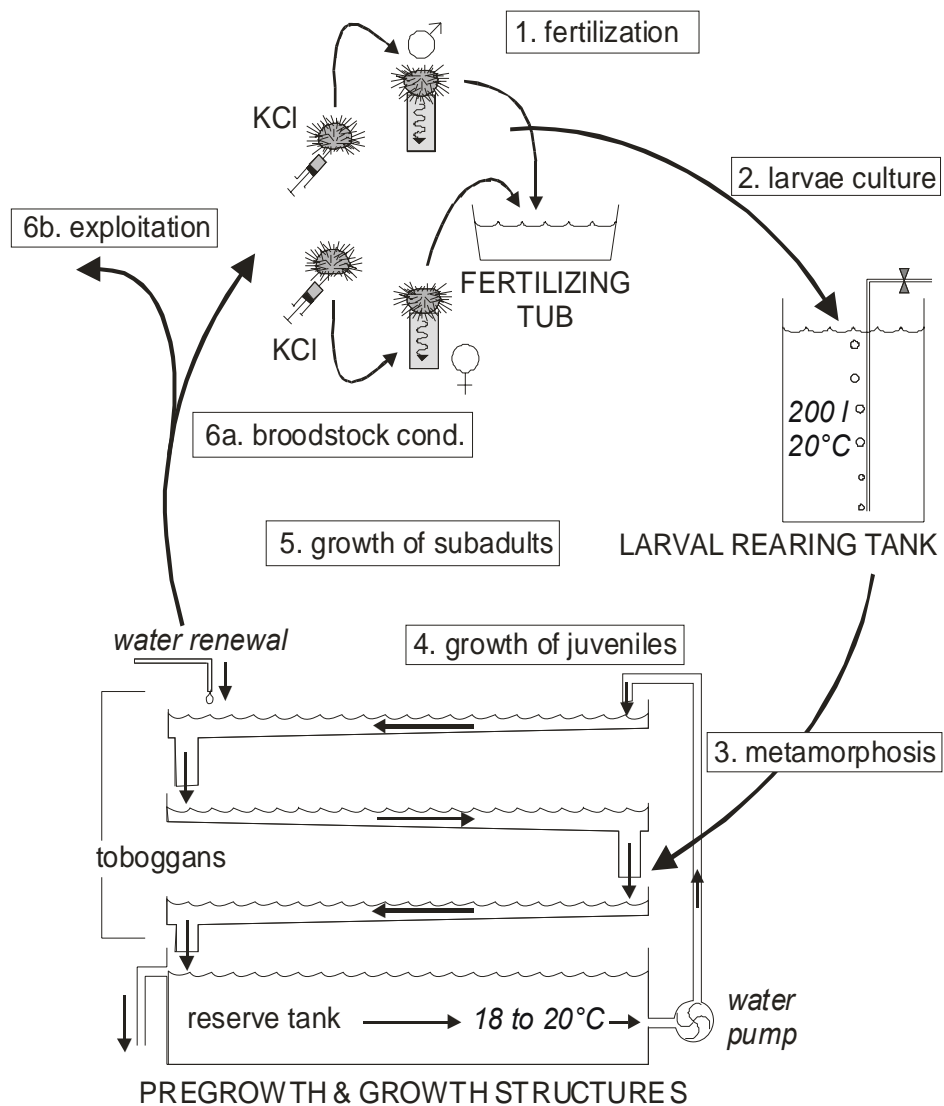 1. fertilization
KCl
2. larvae culture
6b. exploitation
FERTILIZING
TUB
KCl
200 l
20°C
6a. broodstock cond.
5. growth of subadults
LARVAL REARING TANK
water renewal
4. growth of juveniles
3. metamorphosis
toboggans
reserve tank
18 to 20°C
water
pump
PREGROWTH & GROWTH STRUCTURES